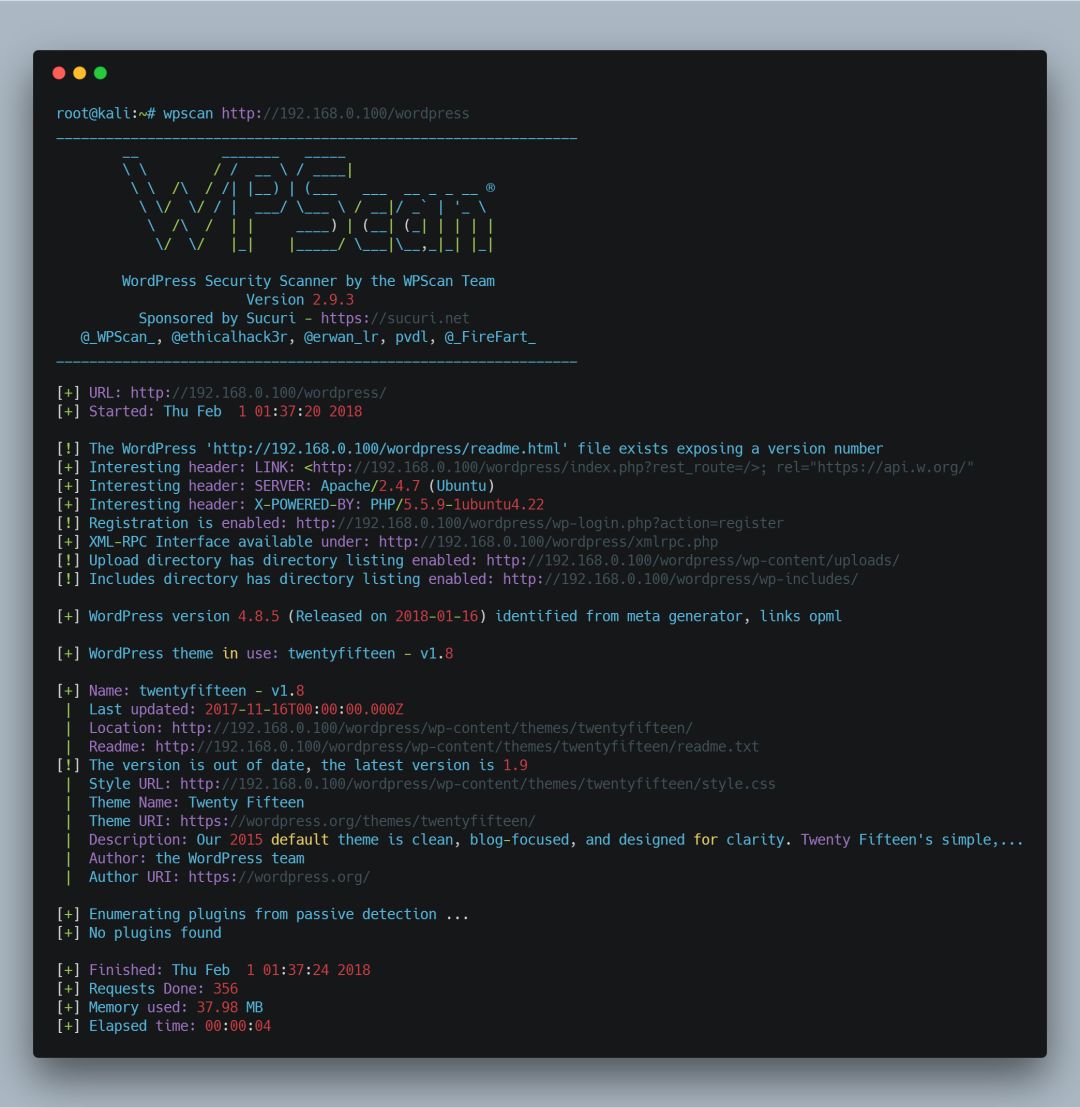 root@kali:~# wpscan http://192.168.0.100/wordpress
_______________________________________________________________
        __          _______   _____
        \ \        / /  __ \ / ____|
         \ \  /\  / /| |__) | (___   ___  __ _ _ __ ®
          \ \/  \/ / |  ___/ \___ \ / __|/ _` | '_ \
           \  /\  /  | |     ____) | (__| (_| | | | |
            \/  \/   |_|    |_____/ \___|\__,_|_| |_|
WordPress Security Scanner by the WPScan Team
Version 2.9.3
Sponsored by Sucuri - https://sucuri.net
@_WPScan_, @ethicalhack3r, @erwan_lr, pvdl, @_FireFart_
_______________________________________________________________
[+] URL: http://192.168.0.100/wordpress/
[+] Started: Thu Feb  1 01:37:20 2018
[!] The WordPress 'http://192.168.0.100/wordpress/readme.html' file exists exposing a version number
[+] Interesting header: LINK: <http://192.168.0.100/wordpress/index.php?rest_route=/>; rel="https://api.w.org/"
[+] Interesting header: SERVER: Apache/2.4.7 (Ubuntu)
[+] Interesting header: X-POWERED-BY: PHP/5.5.9-1ubuntu4.22
[!] Registration is enabled: http://192.168.0.100/wordpress/wp-login.php?action=register
[+] XML-RPC Interface available under: http://192.168.0.100/wordpress/xmlrpc.php
[!] Upload directory has directory listing enabled: http://192.168.0.100/wordpress/wp-content/uploads/
[!] Includes directory has directory listing enabled: http://192.168.0.100/wordpress/wp-includes/
[+] WordPress version 4.8.5 (Released on 2018-01-16) identified from meta generator, links opml
[+] WordPress theme in use: twentyfifteen - v1.8
[+] Name: twentyfifteen - v1.8
 |  Last updated: 2017-11-16T00:00:00.000Z
 |  Location: http://192.168.0.100/wordpress/wp-content/themes/twentyfifteen/
 |  Readme: http://192.168.0.100/wordpress/wp-content/themes/twentyfifteen/readme.txt
[!] The version is out of date, the latest version is 1.9
 |  Style URL: http://192.168.0.100/wordpress/wp-content/themes/twentyfifteen/style.css
 |  Theme Name: Twenty Fifteen
 |  Theme URI: https://wordpress.org/themes/twentyfifteen/
 |  Description: Our 2015 default theme is clean, blog-focused, and designed for clarity. Twenty Fifteen's simple,...
 |  Author: the WordPress team
 |  Author URI: https://wordpress.org/
[+] Enumerating plugins from passive detection ...
[+] No plugins found
[+] Finished: Thu Feb  1 01:37:24 2018
[+] Requests Done: 356
[+] Memory used: 37.98 MB
[+] Elapsed time: 00:00:04